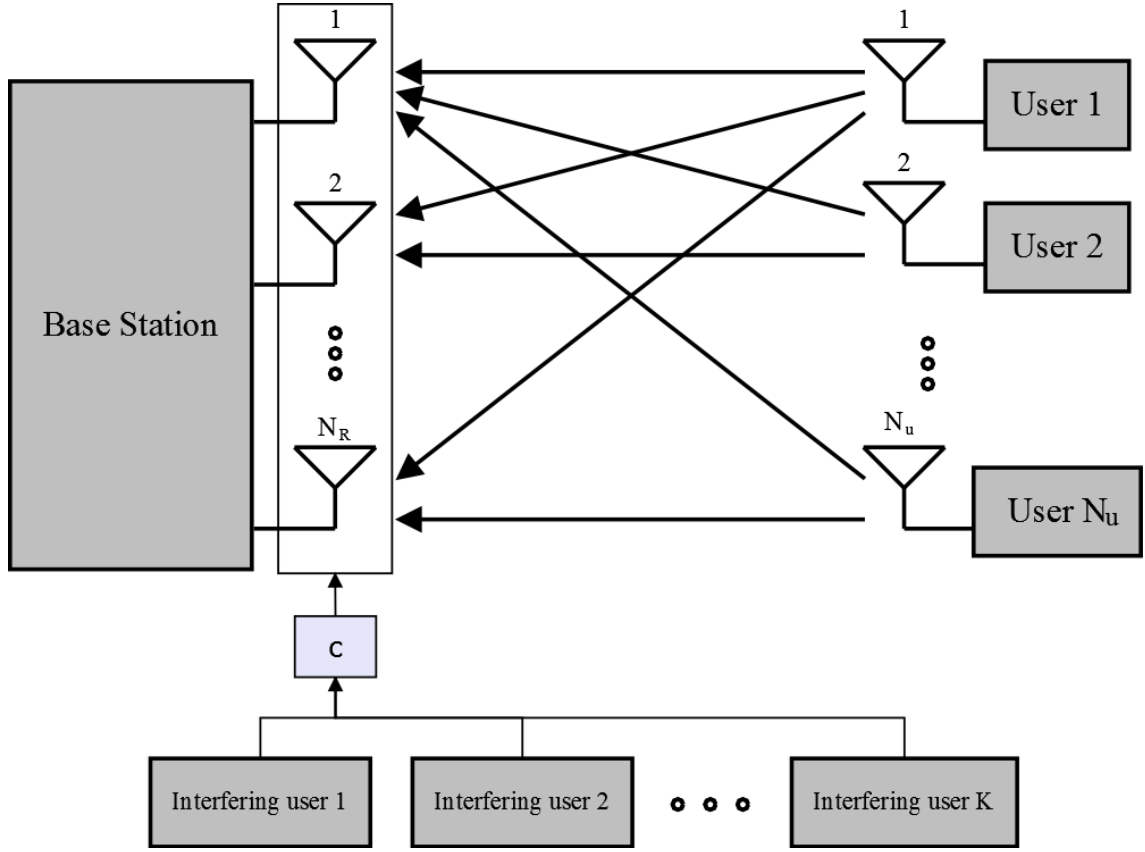 1
1
User 1
2
2
User 2
Base Station
N_R
N_u
User N_u
C
Interfering user 1
Interfering user 2
Interfering user K